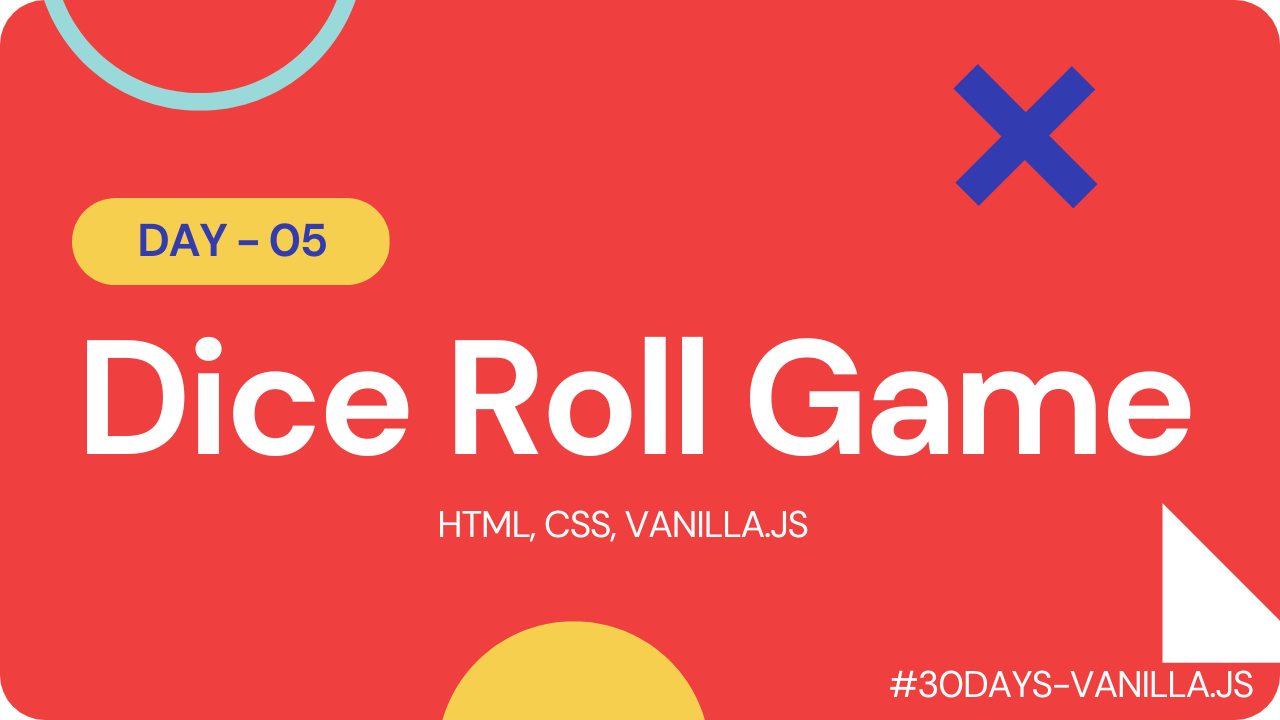 DAY - 05
Dice Roll Game
HTML, CSS, VANILLA.JS
#30DAYS-VANILLA.JS